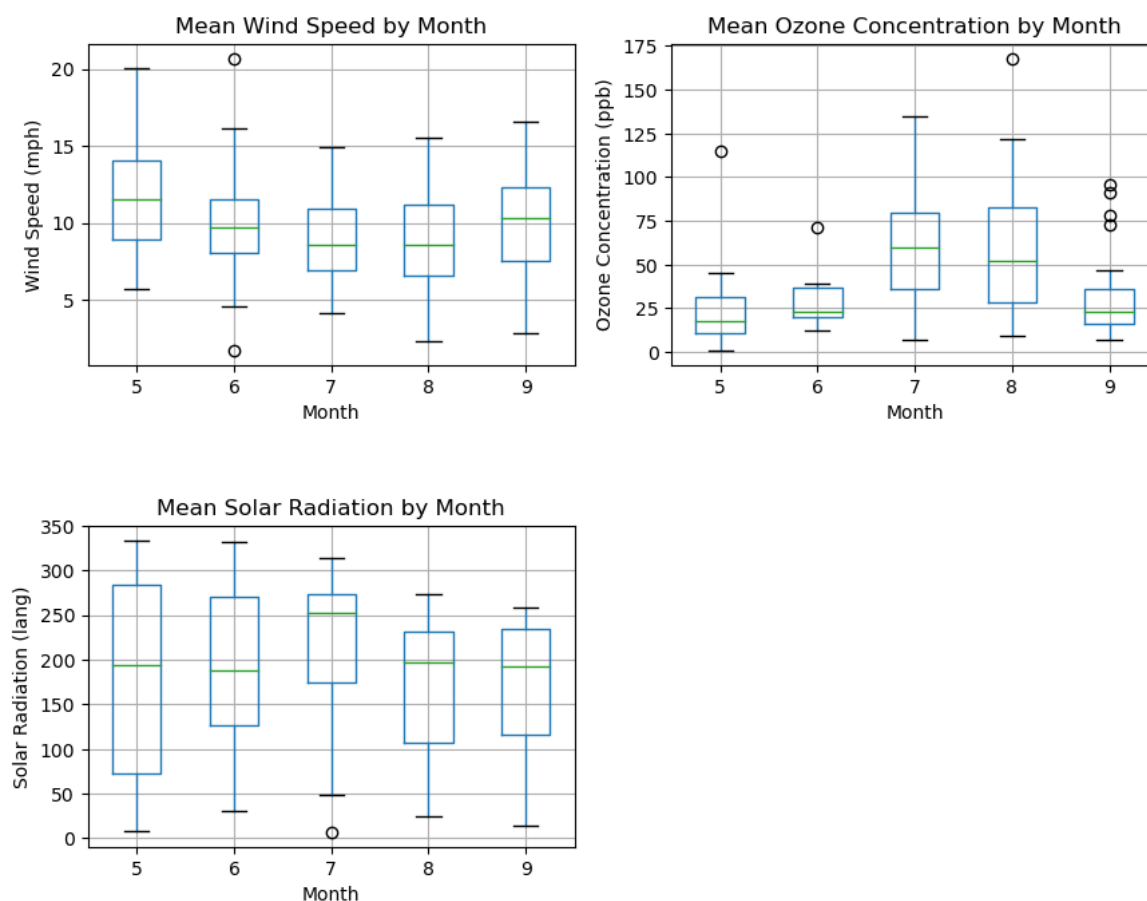 Mean Wind Speed by Month
20
15
10
5
Wind Speed (mph)
5 6 7 8 9
Month
Mean Ozone Concentration by Month
175
150
125
100
75
50
25
0
Ozone Concentration (ppb)
5 6 7 8 9
Month
Mean Solar Radiation by Month
350
300
250
200
150
100
50
0
Solar Radiation (lang)
5 6 7 8 9
Month